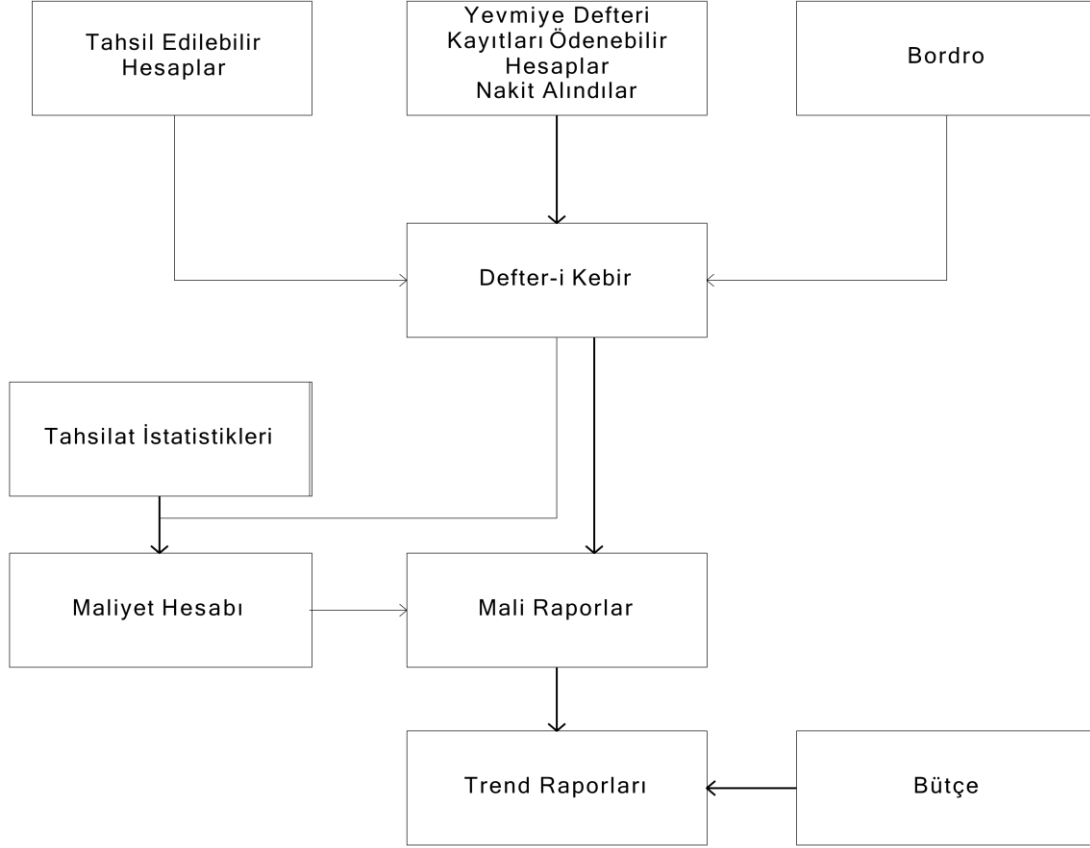 Tahsil Edilebilir
Hesaplar
Yevmiye Defteri
Kayıtları Ödenebilir
Hesaplar
Nakit Alındılar
Bordro
Defter-i Kebir
Tahsilat İstatistikleri
Maliyet Hesabı
Mali Raporlar
Trend Raporları
Bütçe